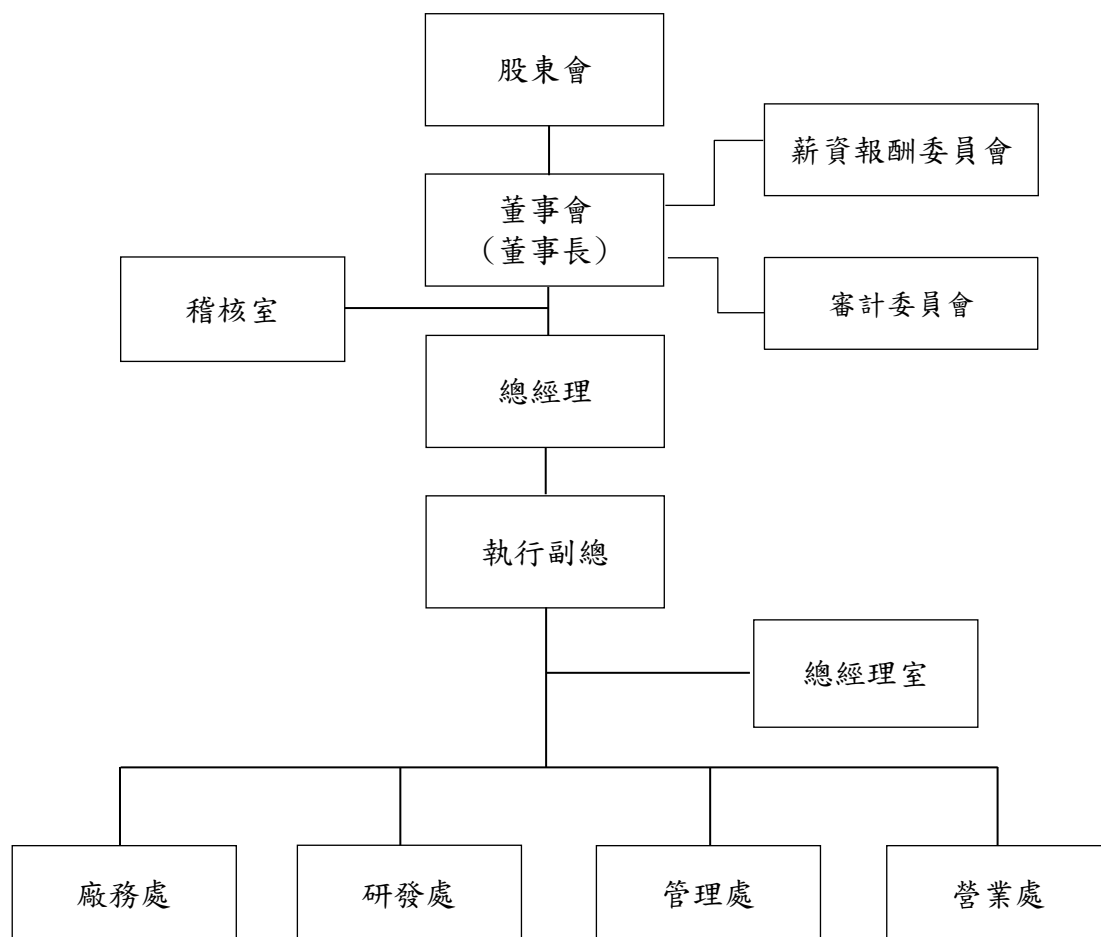 股東會
薪資報酬委員會
董事會
（董事長）
稽核室
審計委員會
總經理
執行副總
總經理室
廠務處
研發處
管理處
營業處